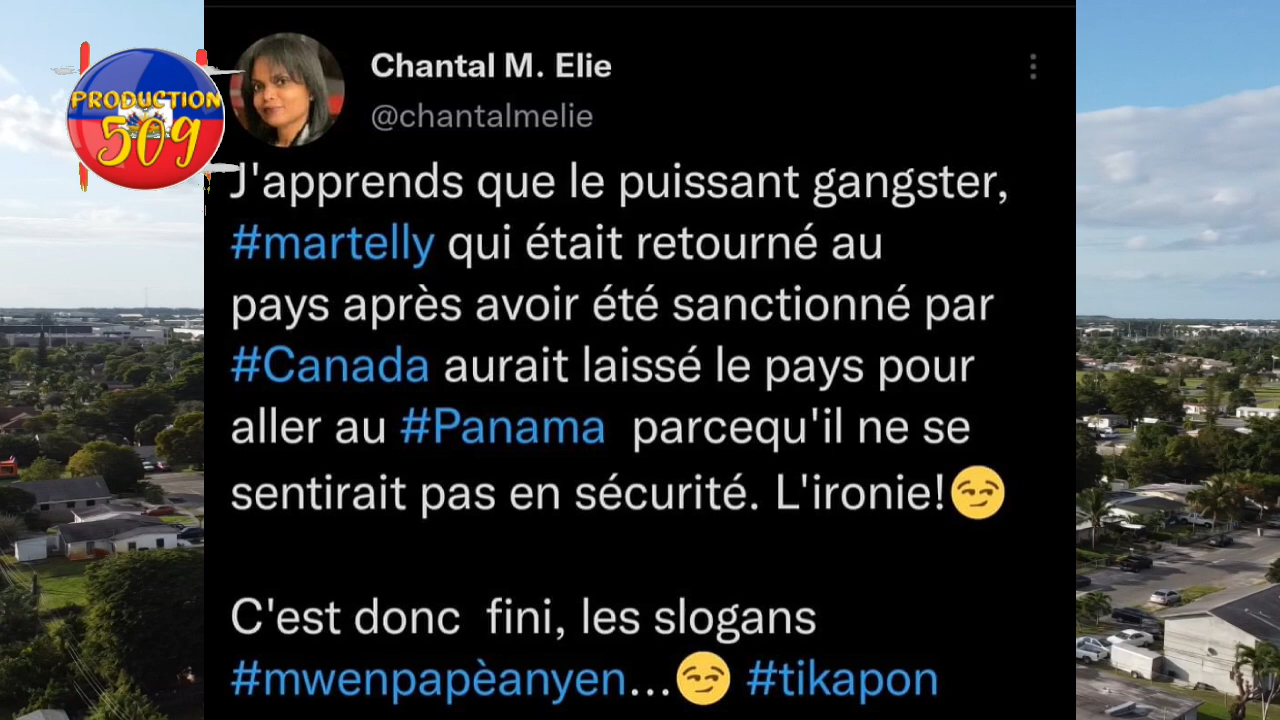 PRODUCTION
509
Chantal M. Elie
@chantalmelie
J'apprends que le puissant gangster,
#martelly qui était retourné au
pays après avoir été sanctionné par
#Canada aurait laissé le pays pour
aller au #Panama  parcequ'il ne se
sentirait pas en sécurité. L'ironie!😏
C'est donc  fini, les slogans
#mwenpapèanyen...😏 #tikapon